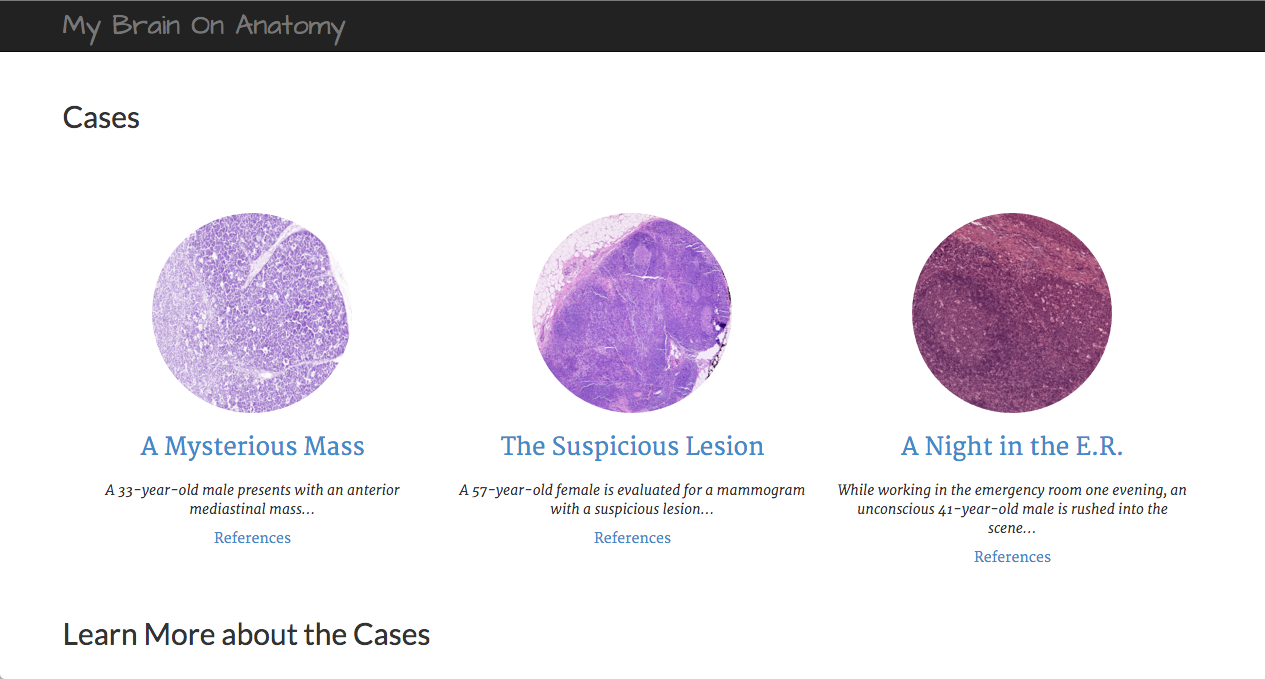 My Brain On Anatomy
Cases
A Mysterious Mass
A 33-year-old male presents with an anterior
mediastinal mass...
References
The Suspicious Lesion
A 57-year-old female is evaluated for a mammogram
with a suspicious lesion...
References
A Night in the E.R.
While working in the emergency room one evening, an
unconscious 41-year-old male is rushed into the
scene...
References
Learn More about the Cases